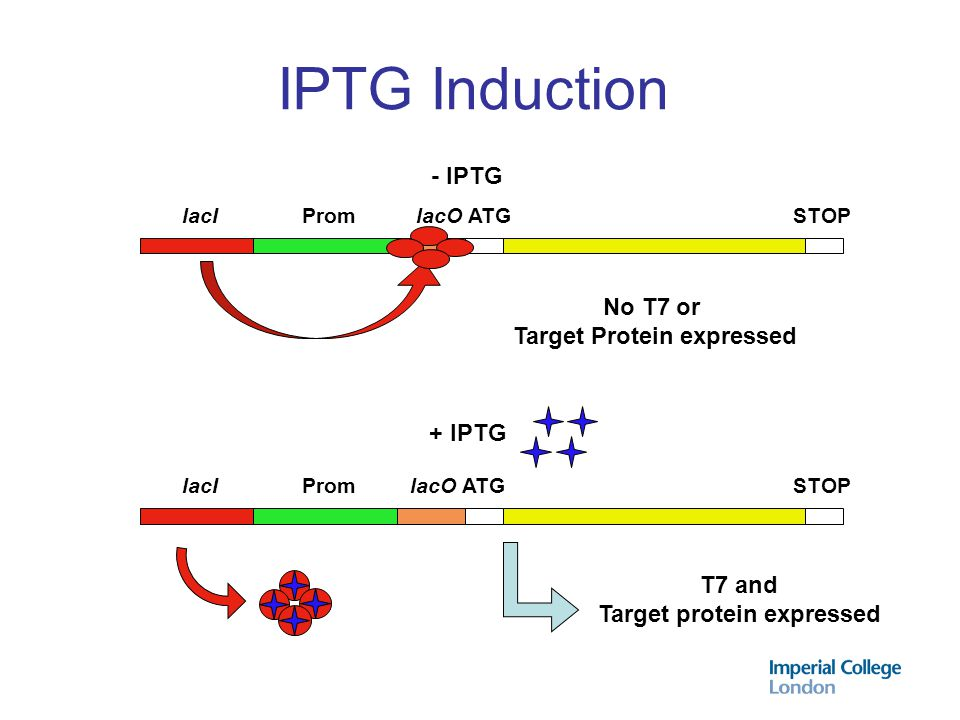 IPTG Induction
- IPTG
lacI Prom lacO ATG STOP
No T7 or
Target Protein expressed
+ IPTG
lacI Prom lacO ATG STOP
T7 and
Target protein expressed
Imperial College
London